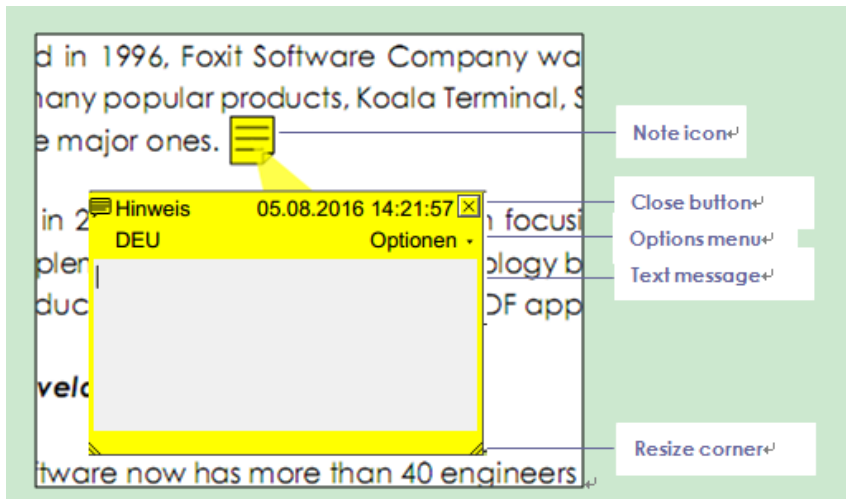 d in 1996, Foxit Software Company wa
any popular products, Koala Terminal, S
e major ones.
Note icon
Hinweis 05.08.2016 14:21:57
Close button
in 2 focusi
DEU Optionen
Options menu
plem ology b
Text message
duc DF app
velo
Resize corner
ftware now has more than 40 engineers